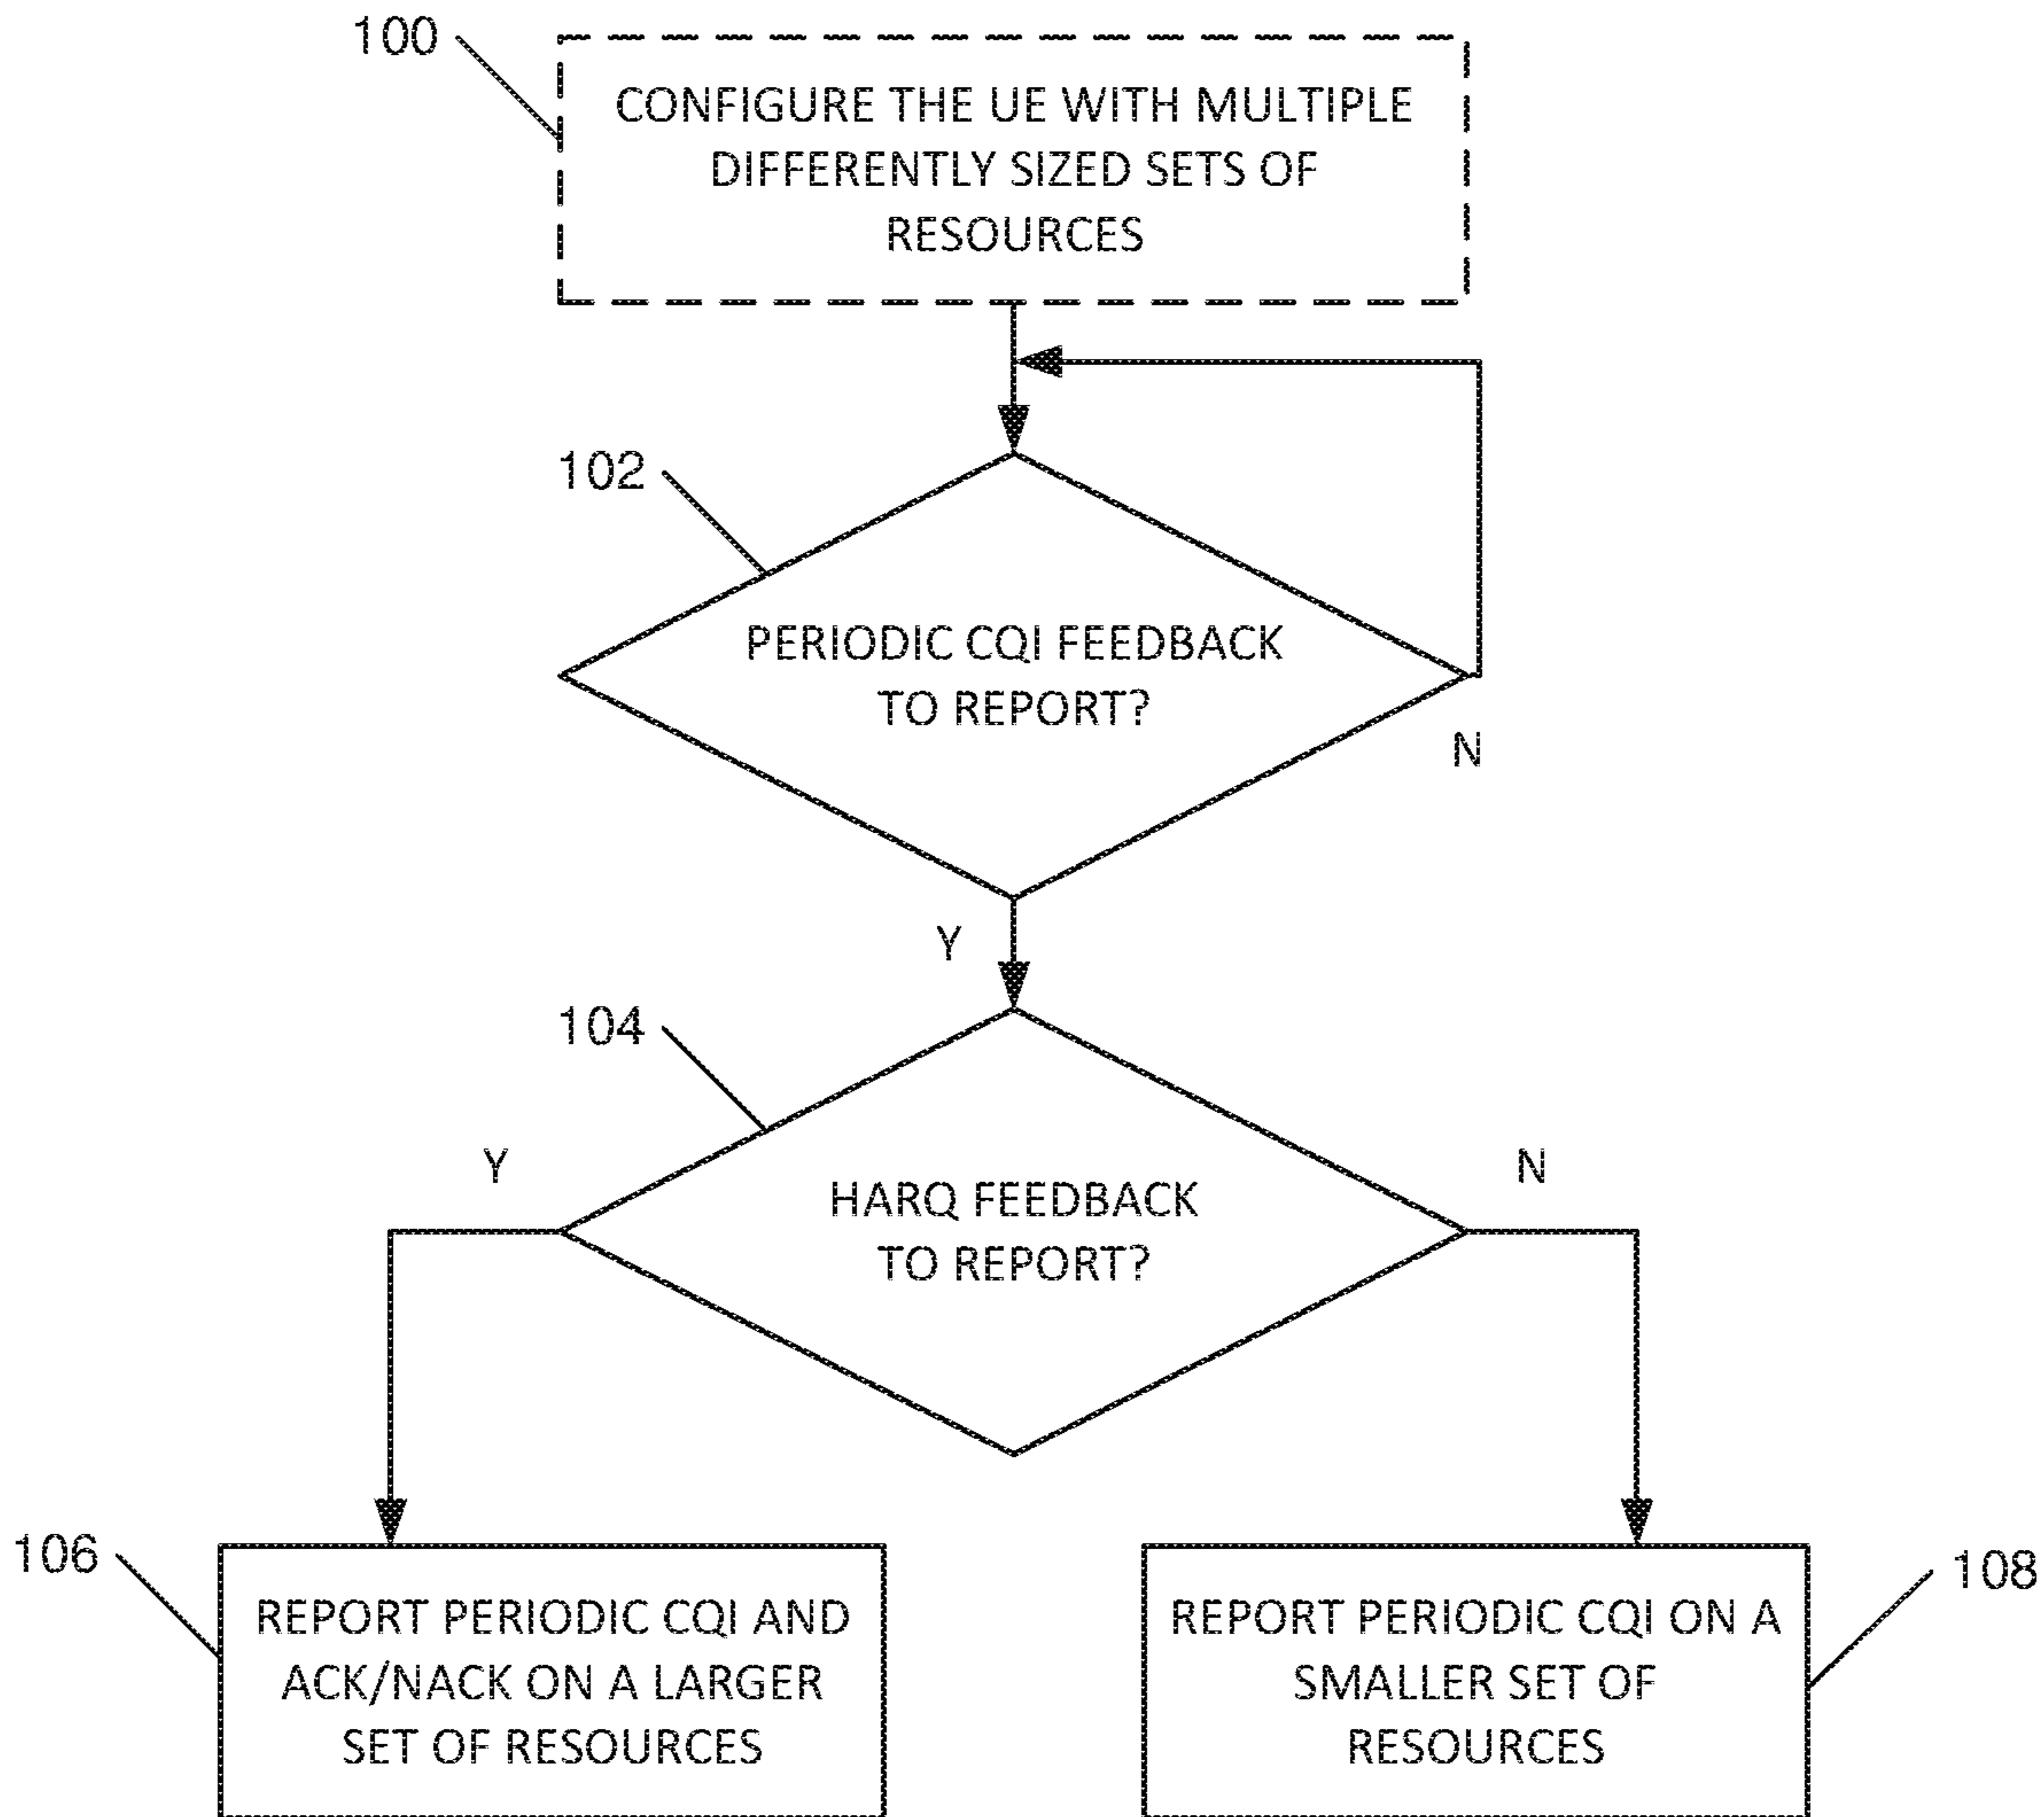 100
CONFIGURE THE UE WITH MULTIPLE
DIFFERENTLY SIZED SETS OF
RESOURCES
102
PERIODIC CQI FEEDBACK
TO REPORT?
N
Y
104
Y
N
HARQ FEEDBACK
TO REPORT?
106
REPORT PERIODIC CQI AND
ACK/NACK ON A LARGER
SET OF RESOURCES
108
REPORT PERIODIC CQI ON A
SMALLER SET OF
RESOURCES